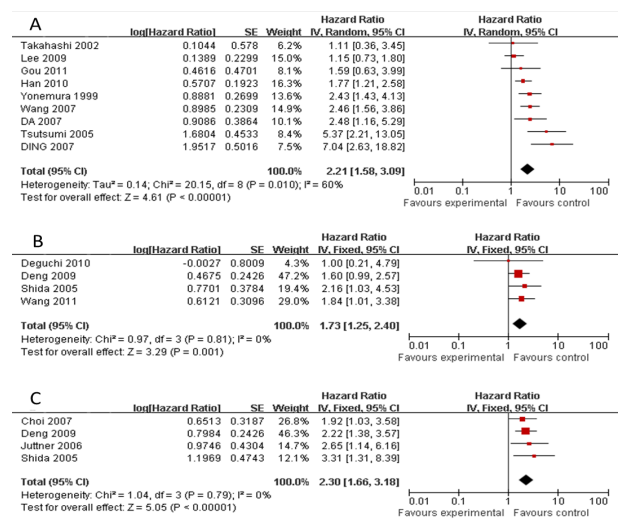 A
Hazard Ratio Hazard Ratio
log[Hazard Ratio] SE Weight IV, Random, 95% CI IV, Random, 95% CI
Takahashi 2002 0.1044 0.578 6.2% 1.11 [0.36, 3.45]
Lee 2009 0.1389 0.2299 15.0% 1.15 [0.73, 1.80]
Gou 2011 0.4616 0.4701 8.1% 1.59 [0.63, 3.99]
Han 2010 0.5707 0.1923 16.3% 1.77 [1.21, 2.58]
Yonemura 1999 0.8881 0.2699 13.5% 2.43 [1.43, 4.13]
Wang 2007 0.8985 0.2309 14.9% 2.46 [1.56, 3.86]
DA 2007 0.9086 0.3864 10.1% 2.48 [1.16, 5.29]
Tsutsumi 2005 1.6804 0.4533 8.4% 5.37 [2.21, 13.05]
DING 2007 1.9517 0.5016 7.5% 7.04 [2.63, 18.82]
Total (95% CI) 100.0% 2.21 [1.58, 3.09]
Heterogeneity: Tau² = 0.14; Chi² = 20.15, df = 8 (P = 0.010); I² = 60%
Test for overall effect: Z = 4.61 (P < 0.00001)
0.01 0.1 1 10 100
Favours experimental Favours control
B
Hazard Ratio Hazard Ratio
log[Hazard Ratio] SE Weight IV, Fixed, 95% CI IV, Fixed, 95% CI
Deguchi 2010 -0.0027 0.8009 4.3% 1.00 [0.21, 4.79]
Deng 2009 0.4675 0.2426 47.2% 1.60 [0.99, 2.57]
Shida 2005 0.7701 0.3784 19.4% 2.16 [1.03, 4.53]
Wang 2011 0.6121 0.3096 29.0% 1.84 [1.01, 3.38]
Total (95% CI) 100.0% 1.73 [1.25, 2.40]
Heterogeneity: Chi² = 0.97, df = 3 (P = 0.81); I² = 0%
Test for overall effect: Z = 3.29 (P = 0.001)
0.01 0.1 1 10 100
Favours experimental Favours control
C
Hazard Ratio Hazard Ratio
log[Hazard Ratio] SE Weight IV, Fixed, 95% CI IV, Fixed, 95% CI
Choi 2007 0.6513 0.3187 26.8% 1.92 [1.03, 3.58]
Deng 2009 0.7984 0.2426 46.3% 2.22 [1.38, 3.57]
Juttner 2006 0.9746 0.4304 14.7% 2.65 [1.14, 6.16]
Shida 2005 1.1969 0.4743 12.1% 3.31 [1.31, 8.39]
Total (95% CI) 100.0% 2.30 [1.66, 3.18]
Heterogeneity: Chi² = 1.04, df = 3 (P = 0.79); I² = 0%
Test for overall effect: Z = 5.05 (P < 0.00001)
0.01 0.1 1 10 100
Favours experimental Favours control